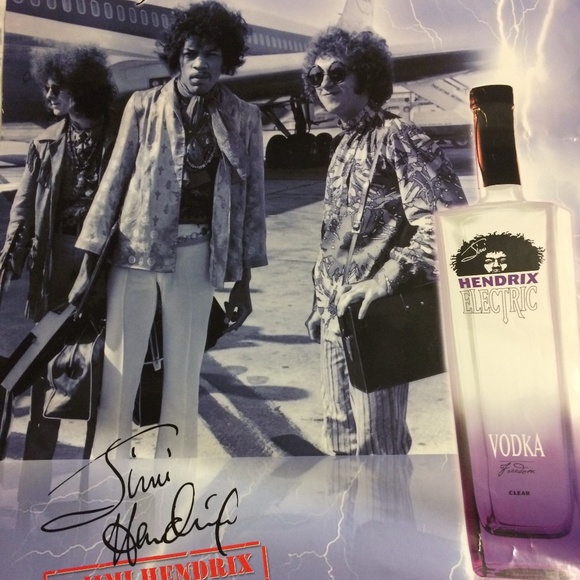 Jimi
HENDRIX
ELECTRIC
VODKA
Freedom
CLEAR
Jimi
Hendrix
HENDRIX